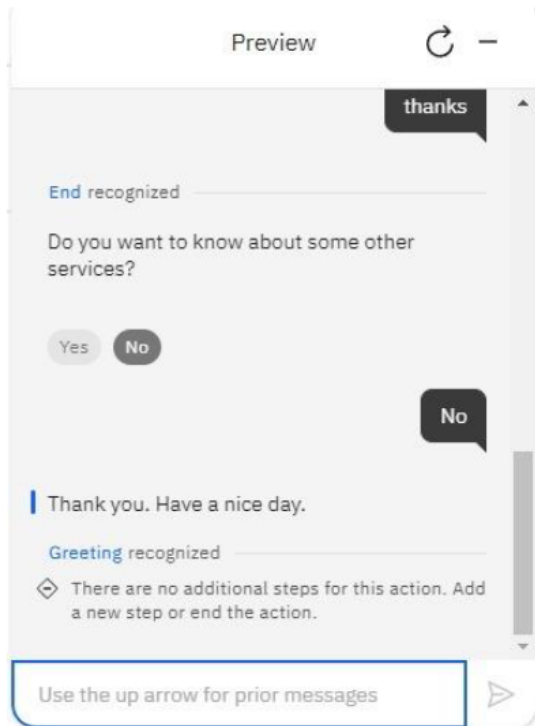 Preview
thanks
End recognized
Do you want to know about some other
services?
Yes No
No
Thank you. Have a nice day.
Greeting recognized
There are no additional steps for this action. Add
a new step or end the action.
Use the up arrow for prior messages